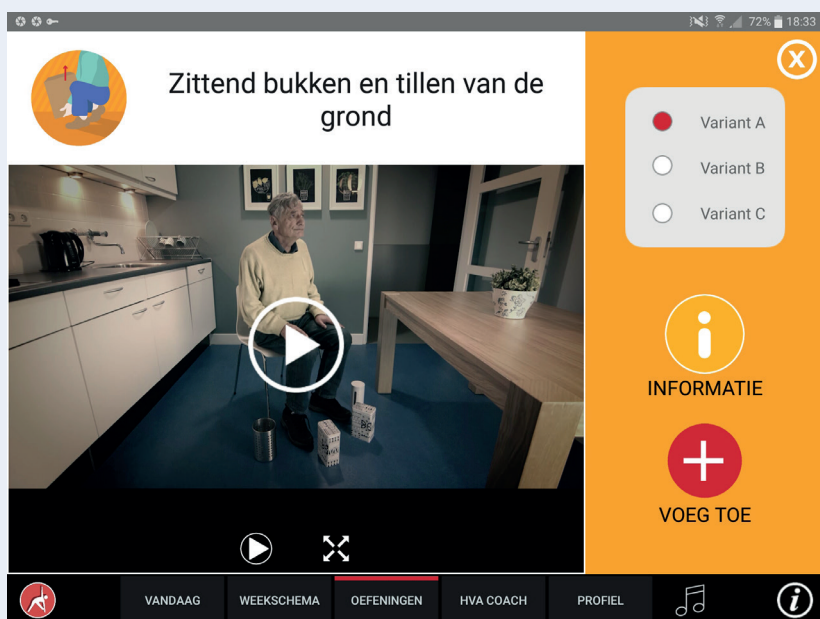 72% 18:33
Zittend bukken en tillen van de
grond
Variant A
Variant B
Variant C
INFORMATIE
VOEG TOE
VANDAAG
WEEKSCHEMA
OEFENINGEN
HVA COACH
PROFIEL